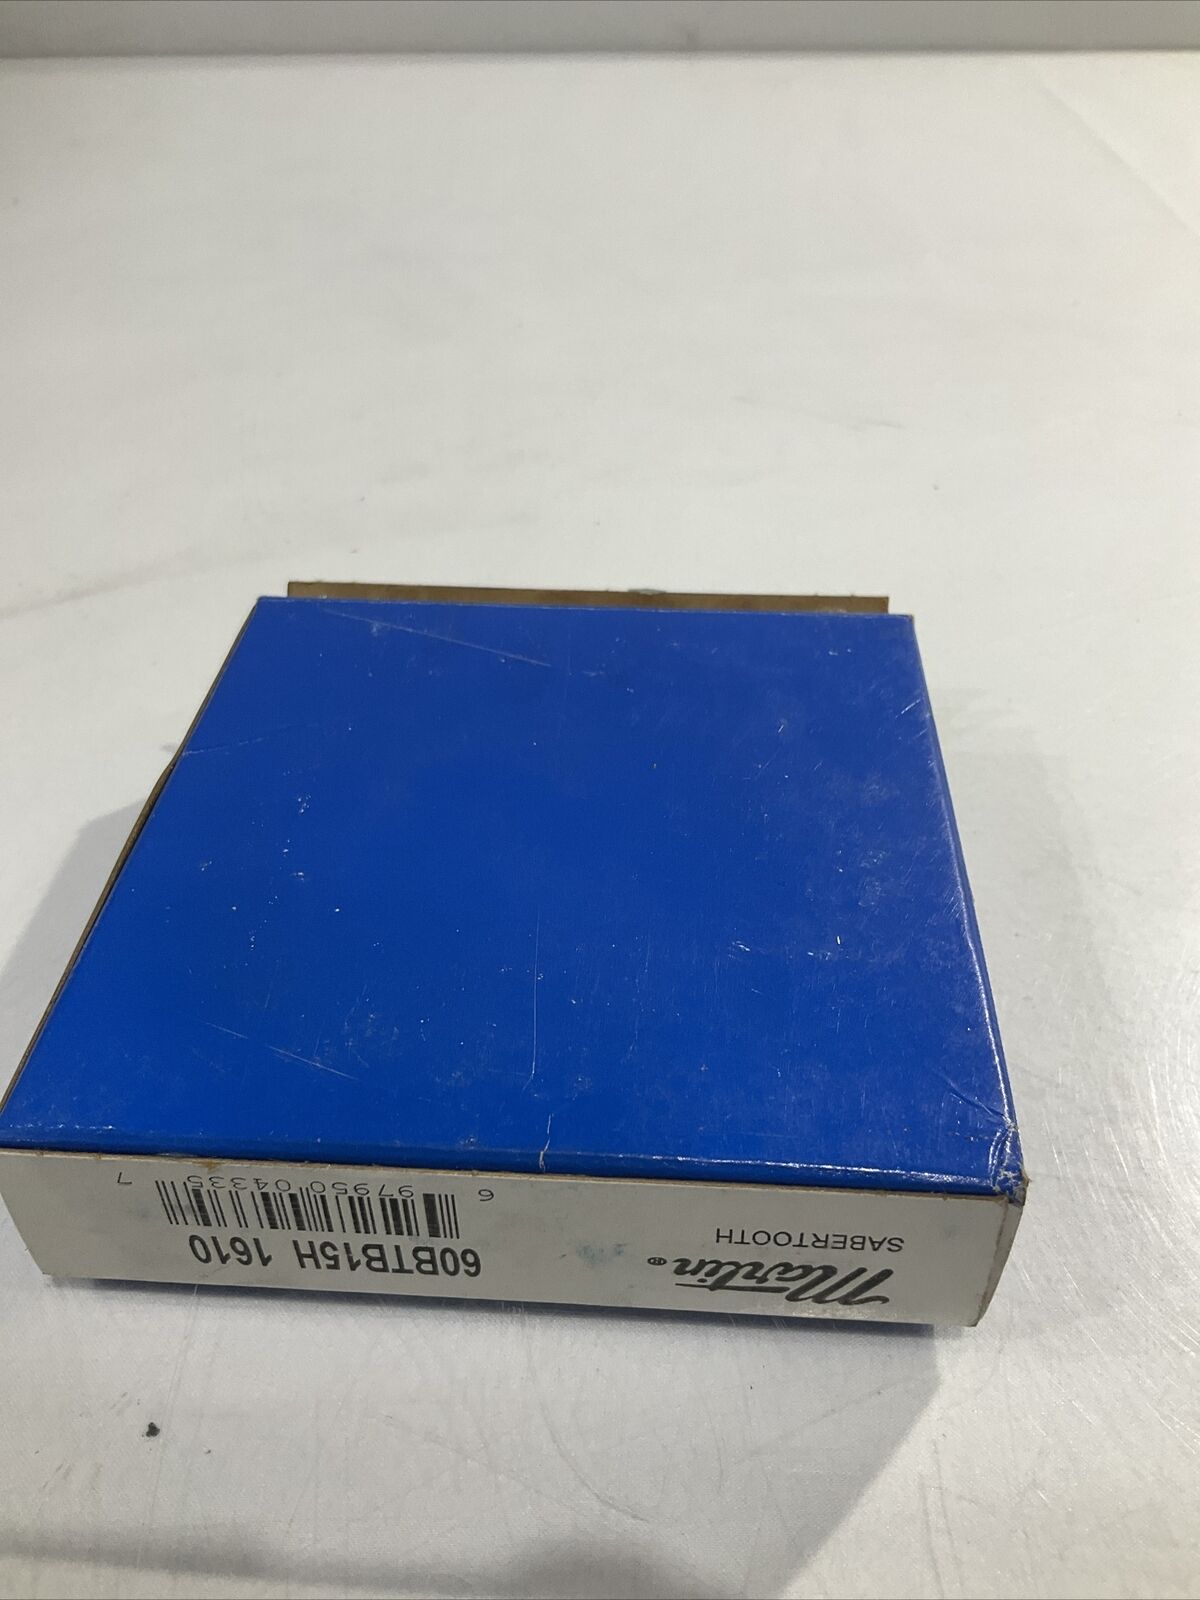 Martin®
SABERTOOTH
60BTB15H 1610
6 97950 04335 7